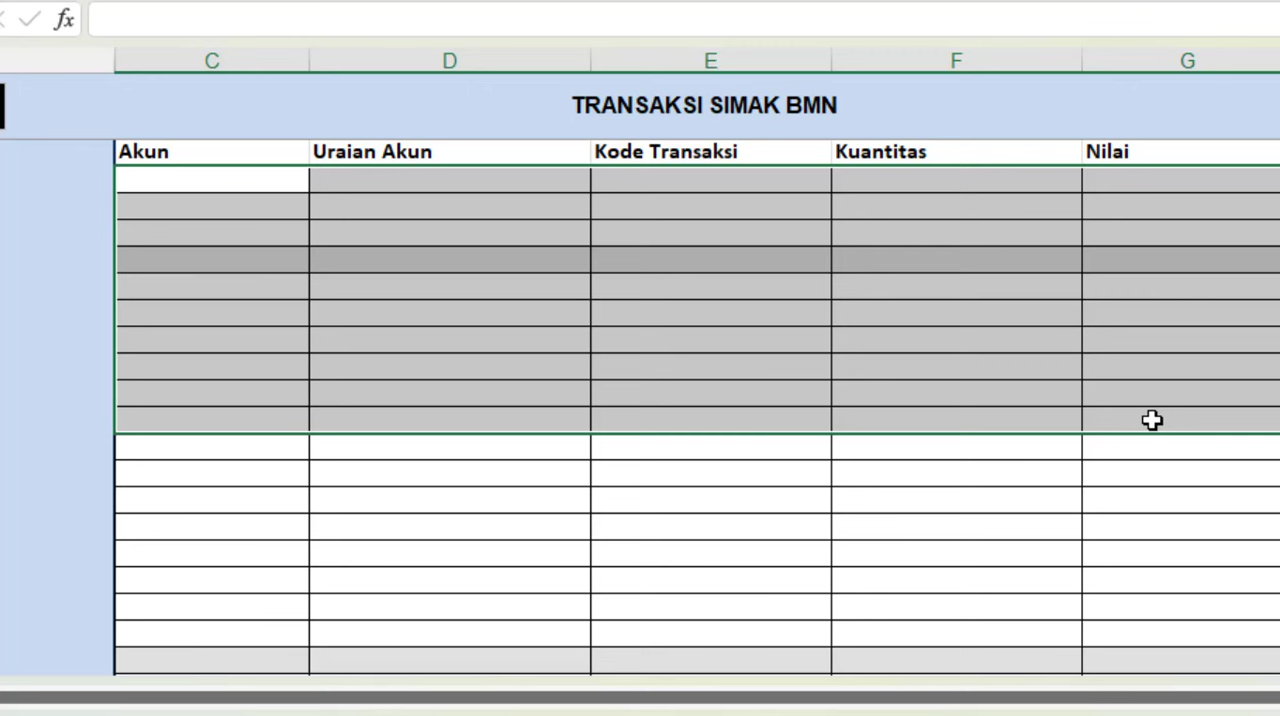 fx
C D E F G
TRANSAKSI SIMAK BMN
Akun Uraian Akun Kode Transaksi Kuantitas Nilai